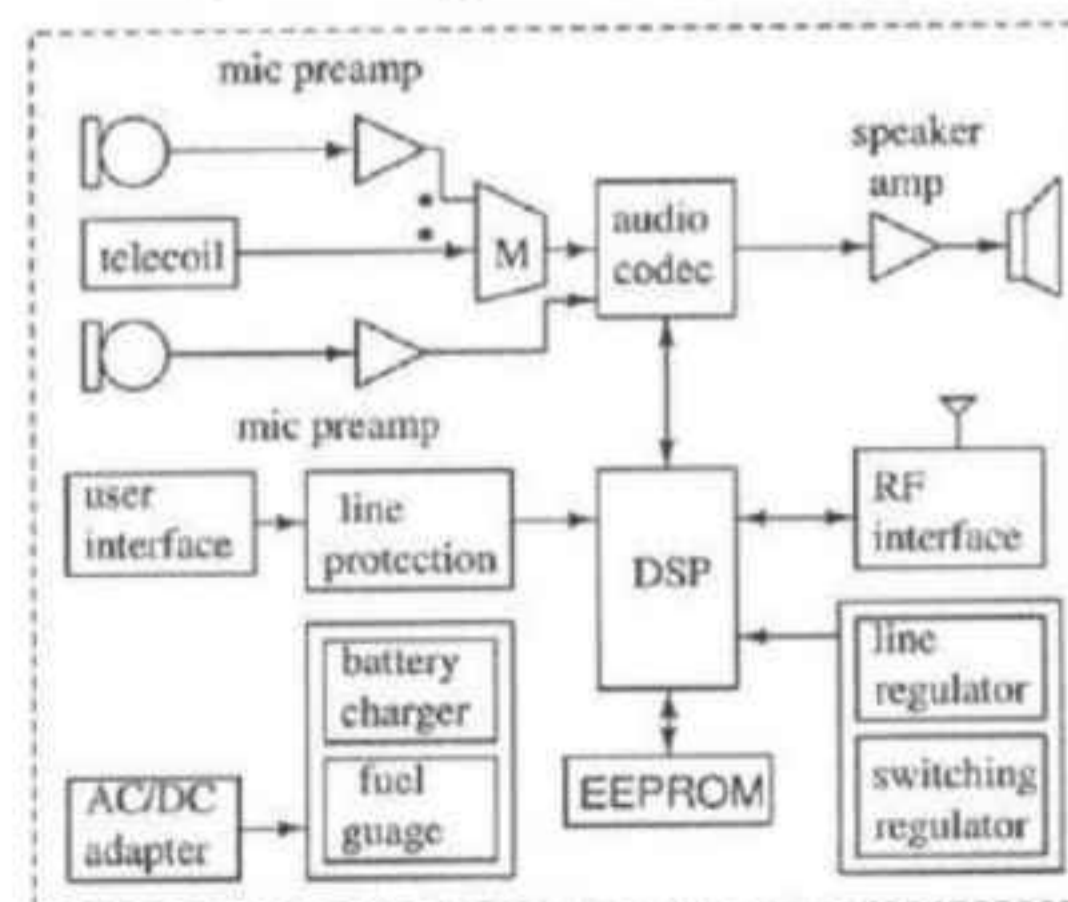 mic preamp
speaker
amp
telecoil
M
audio
codec
mic preamp
user
interface
line
protection
DSP
RF
interface
battery
charger
fuel
guage
AC/DC
adapter
EEPROM
line
regulator
switching
regulator